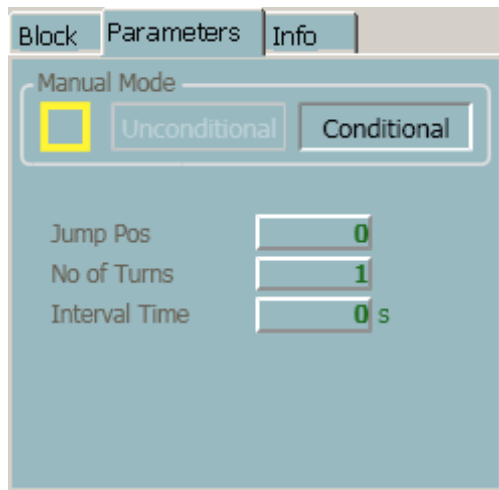 Block Parameters Info
Manual Mode
Unconditional Conditional
Jump Pos 0
No of Turns 1
Interval Time 0 s